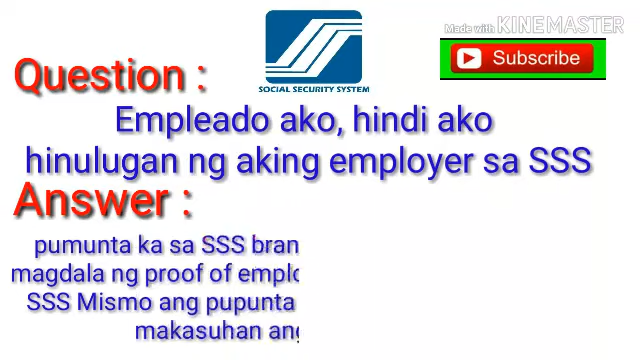 Made with KINEMASTER
Subscribe
SOCIAL SECURITY SYSTEM
Question :
Empleado ako, hindi ako
hinulugan ng aking employer sa SSS
Answer :
pumunta ka sa SSS
magdala ng proof of
SSS Mismo ang pupunta
makasuhan